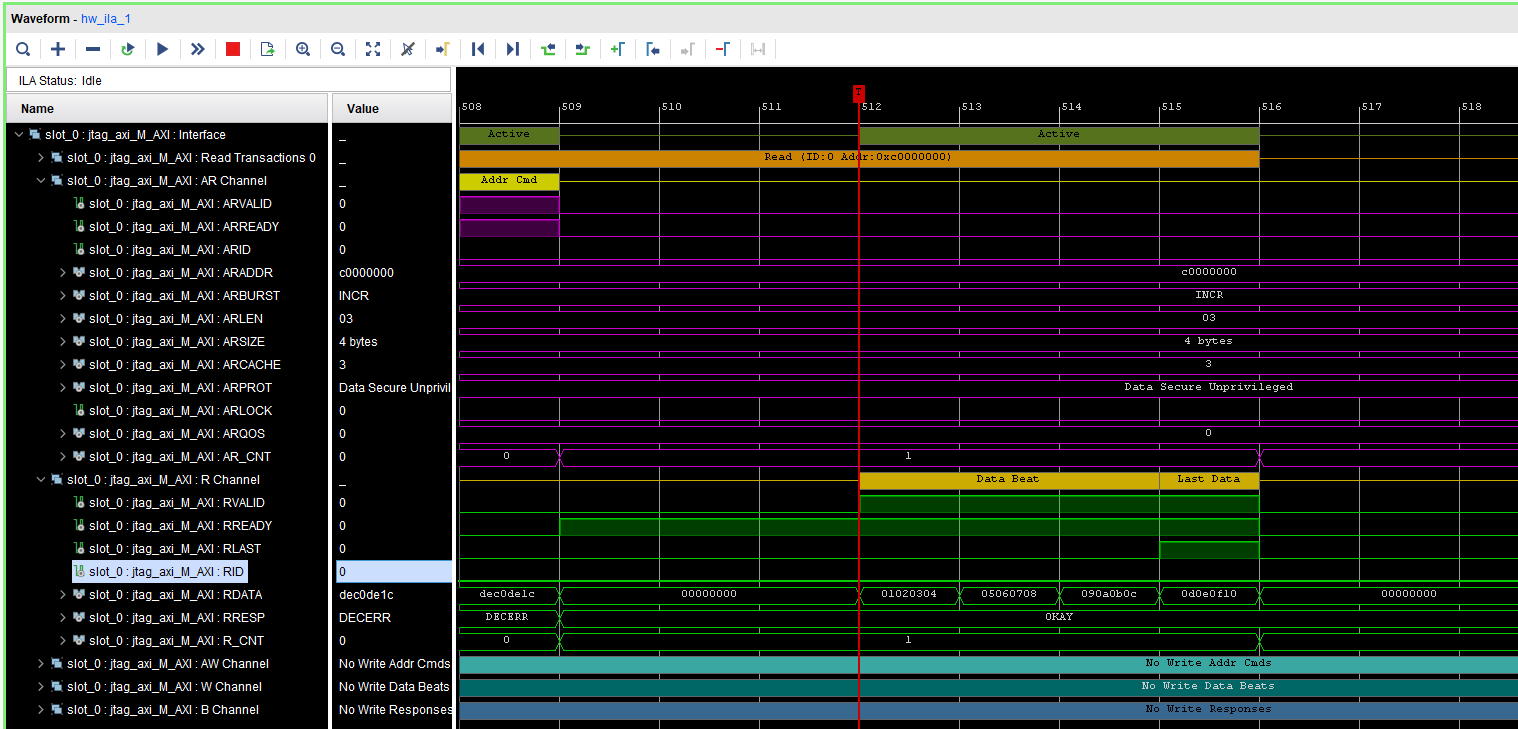 Waveform - hw_ila_1
ILA Status: Idle
Name Value
T
508 509 510 511 512 513 514 515 516 517 518
slot_0 : jtag_axi_M_AXI : Interface _ Active Active
slot_0 : jtag_axi_M_AXI : Read Transactions 0 _ Read (ID:0 Addr:0xc0000000)
slot_0 : jtag_axi_M_AXI : AR Channel _ Addr Cmd
slot_0 : jtag_axi_M_AXI : ARVALID 0
slot_0 : jtag_axi_M_AXI : ARREADY 0
slot_0 : jtag_axi_M_AXI : ARID 0
slot_0 : jtag_axi_M_AXI : ARADDR c0000000 c0000000
slot_0 : jtag_axi_M_AXI : ARBURST INCR INCR
slot_0 : jtag_axi_M_AXI : ARLEN 03 03
slot_0 : jtag_axi_M_AXI : ARSIZE 4 bytes 4 bytes
slot_0 : jtag_axi_M_AXI : ARCACHE 3 3
slot_0 : jtag_axi_M_AXI : ARPROT Data Secure Unprivil Data Secure Unprivileged
slot_0 : jtag_axi_M_AXI : ARLOCK 0
slot_0 : jtag_axi_M_AXI : ARQOS 0 0
slot_0 : jtag_axi_M_AXI : AR_CNT 0 0 1
slot_0 : jtag_axi_M_AXI : R Channel _ Data Beat Last Data
slot_0 : jtag_axi_M_AXI : RVALID 0
slot_0 : jtag_axi_M_AXI : RREADY 0
slot_0 : jtag_axi_M_AXI : RLAST 0
slot_0 : jtag_axi_M_AXI : RID 0
slot_0 : jtag_axi_M_AXI : RDATA dec0de1c dec0de1c 00000000 01020304 05060708 090a0b0c 0d0e0f10 00000000
slot_0 : jtag_axi_M_AXI : RRESP DECERR DECERR OKAY
slot_0 : jtag_axi_M_AXI : R_CNT 0 0 1
slot_0 : jtag_axi_M_AXI : AW Channel No Write Addr Cmds No Write Addr Cmds
slot_0 : jtag_axi_M_AXI : W Channel No Write Data Beats No Write Data Beats
slot_0 : jtag_axi_M_AXI : B Channel No Write Responses No Write Responses